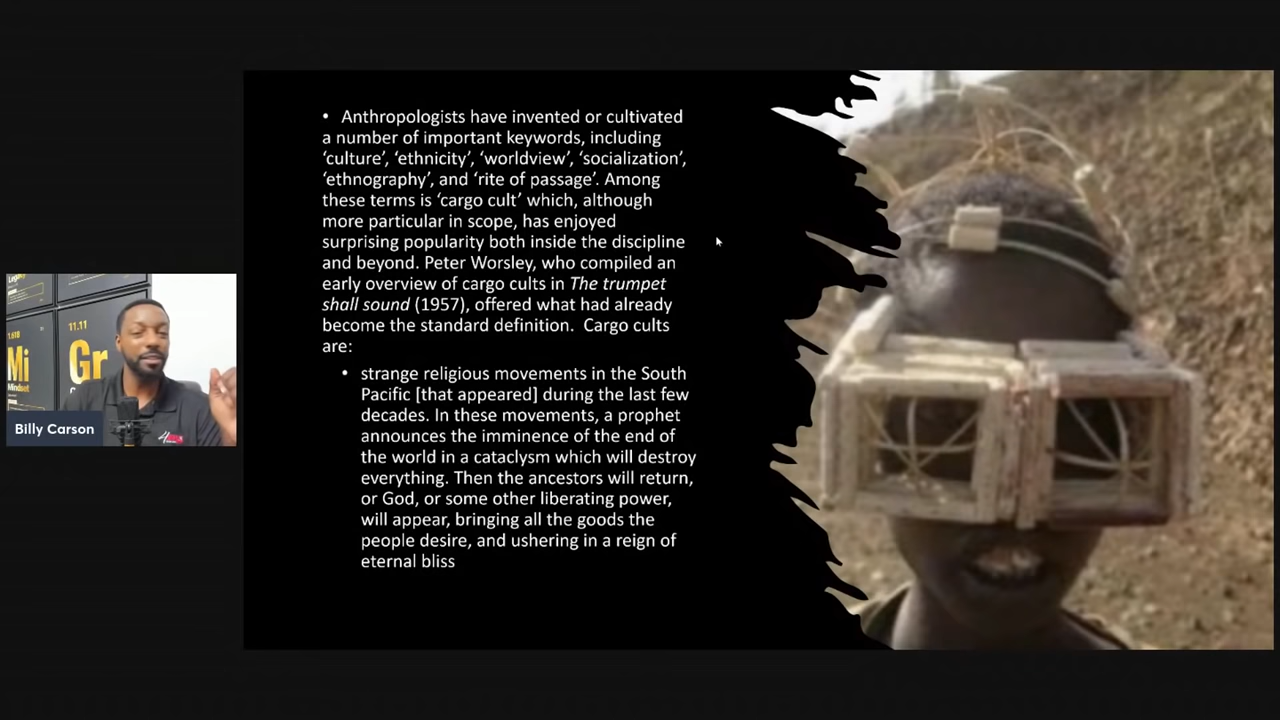 • Anthropologists have invented or cultivated
a number of important keywords, including
‘culture’, ‘ethnicity’, ‘worldview’, ‘socialization’,
‘ethnography’, and ‘rite of passage’. Among
these terms is ‘cargo cult’ which, although
more particular in scope, has enjoyed
surprising popularity both inside the discipline
and beyond. Peter Worsley, who compiled an
early overview of cargo cults in The trumpet
shall sound (1957), offered what had already
become the standard definition.  Cargo cults
are:
• strange religious movements in the South
Pacific [that appeared] during the last few
decades. In these movements, a prophet
announces the imminence of the end of
the world in a cataclysm which will destroy
everything. Then the ancestors will return,
or God, or some other liberating power,
will appear, bringing all the goods the
people desire, and ushering in a reign of
eternal bliss
1.618
Mi
Mindset
11.11
Gr
Billy Carson